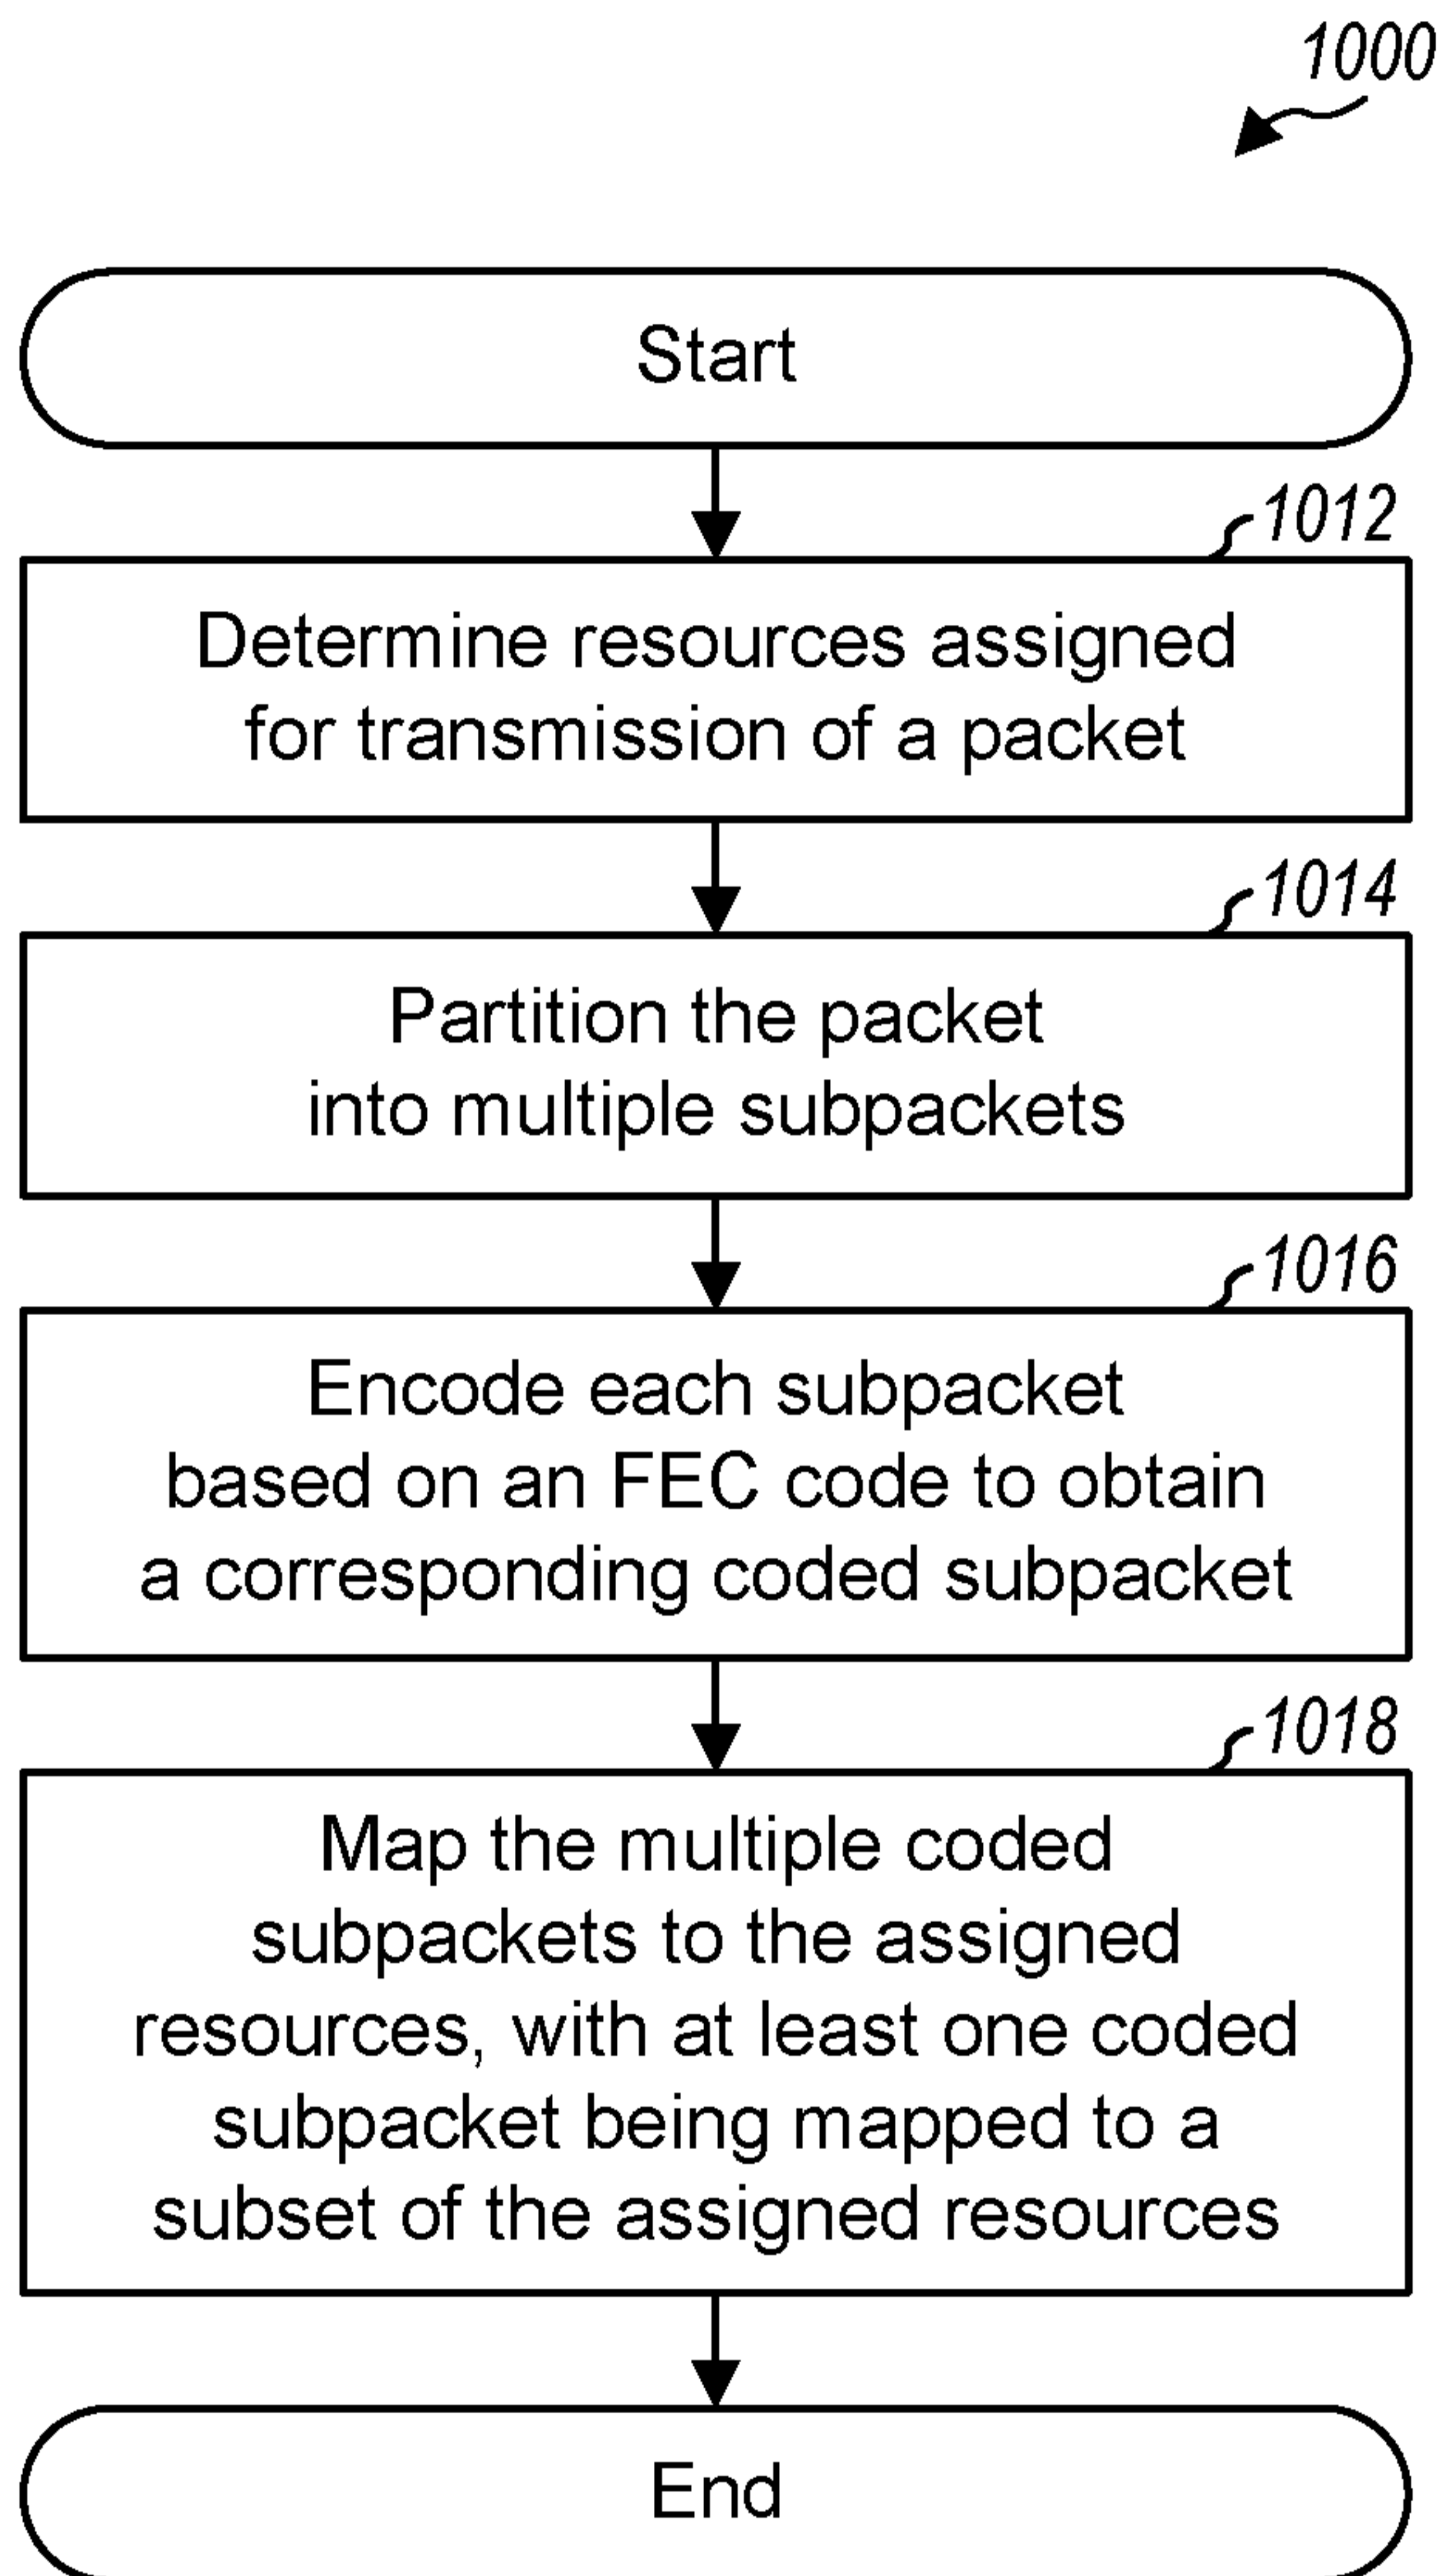 1000
Start
1012
Determine resources assigned
for transmission of a packet
1014
Partition the packet
into multiple subpackets
1016
Encode each subpacket
based on an FEC code to obtain
a corresponding coded subpacket
1018
Map the multiple coded
subpackets to the assigned
resources, with at least one coded
subpacket being mapped to a
subset of the assigned resources
End